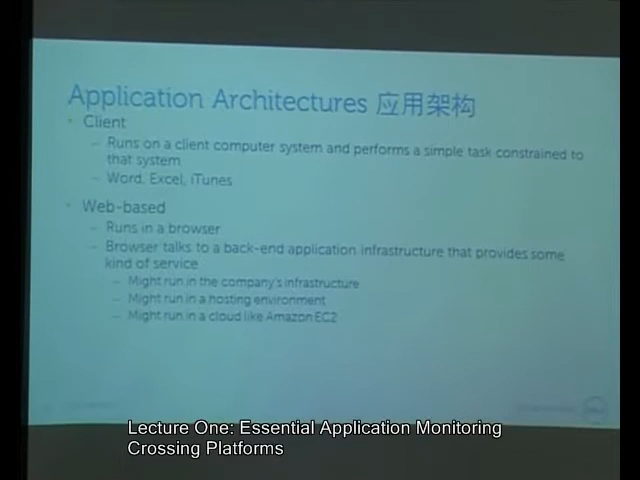 Application Architectures 应用架构
• Client
– Runs on a client computer system and performs a simple task constrained to
that system
– Word, Excel, iTunes
• Web-based
– Runs in a browser
– Browser talks to a back-end application infrastructure that provides some
kind of service
– Might run in the company's infrastructure
– Might run in a hosting environment
– Might run in a cloud like Amazon EC2
Lecture One: Essential Application Monitoring
Crossing Platforms